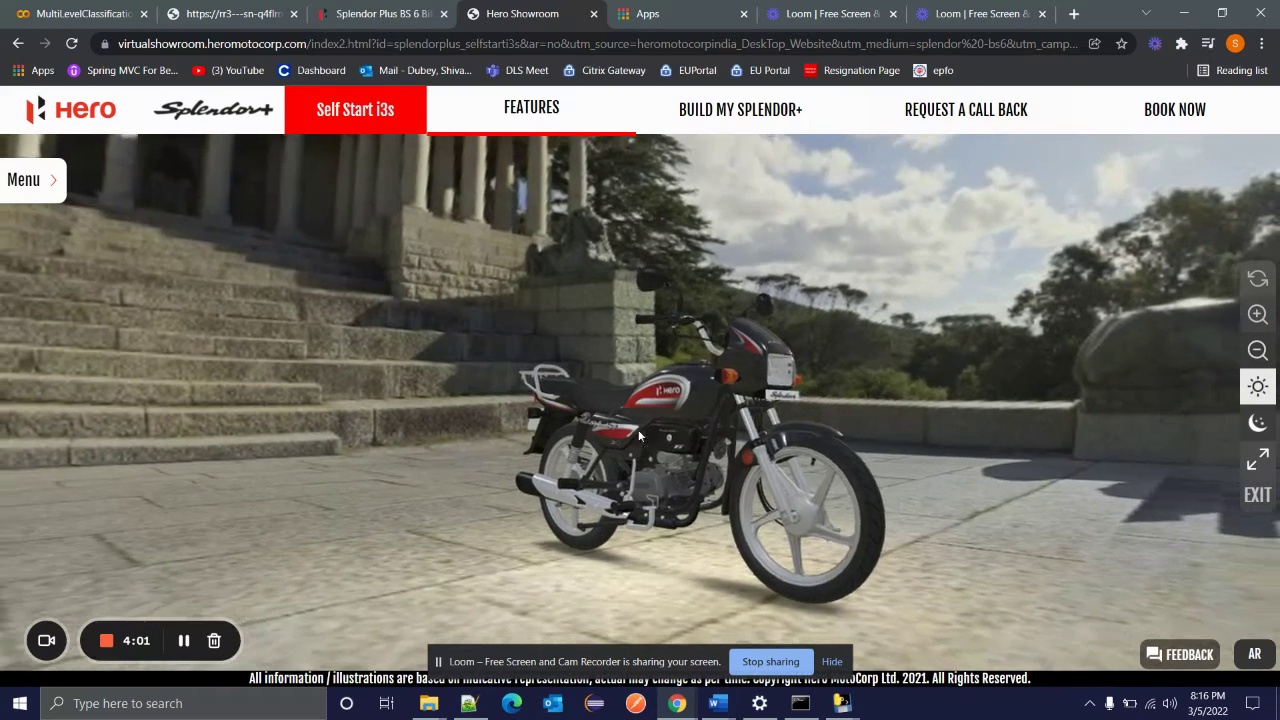 MultiLevelClassificatio
https://rr3---sn-q4flrn
Splendor Plus BS 6 Bik
Hero Showroom
Apps
Loom | Free Screen &
Loom | Free Screen &
virtualshowroom.heromotocorp.com/index2.html?id=splendorplus_selfstarti3s&at=no&utm_source=heromotocorpindia_DeskTop_Website&utm_medium=splendor%20-bs6&utm_camp...
S
Apps
Sping MVC For Be...
(3) YouTube
Dashboard
Mail - Dubey, Shiva...
DLS Meet
Citrix Gateway
EUPortal
EU Portal
Resignation Page
epfo
Reading list
HERO
Splendor+
Self Start i3s
FEATURES
BUILD MY SPLENDOR+
REQUEST A CALL BACK
BOOK NOW
Menu
HERO
Splendor
EXIT
4:01
Loom – Free Screen and Cam Recorder is sharing your screen.
Stop sharing
Hide
FEEDBACK
AR
All information / illustrations are based on indicative representation, actual may change as per time. Copyright Hero MotoCorp Ltd. 2021. All Rights Reserved.
Type here to search
8:16 PM
3/5/2022